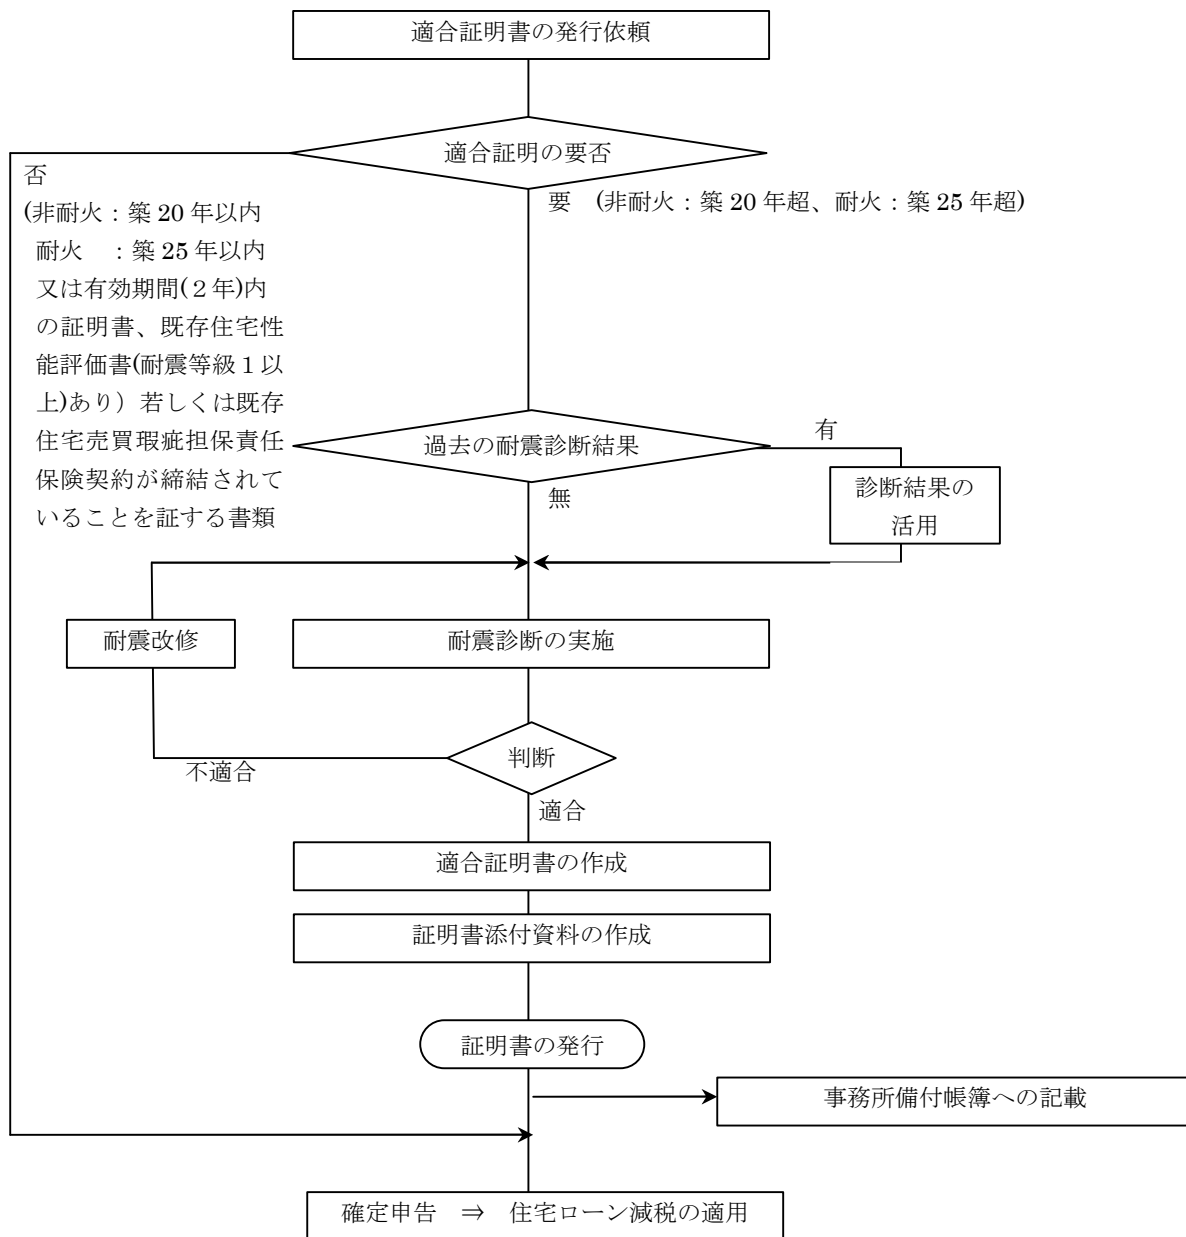 適合証明書の発行依頼
適合証明の要否
否
(非耐火：築 20 年以内
耐火　：築 25 年以内
又は有効期間(２年)内
の証明書、既存住宅性
能評価書(耐震等級１以
上)あり）若しくは既存
住宅売買瑕疵担保責任
保険契約が締結されて
いることを証する書類
要　(非耐火：築 20 年超、耐火：築 25 年超)
過去の耐震診断結果
有
無
診断結果の
活用
耐震改修
耐震診断の実施
判断
不適合
適合
適合証明書の作成
証明書添付資料の作成
証明書の発行
事務所備付帳簿への記載
確定申告　⇒　住宅ローン減税の適用